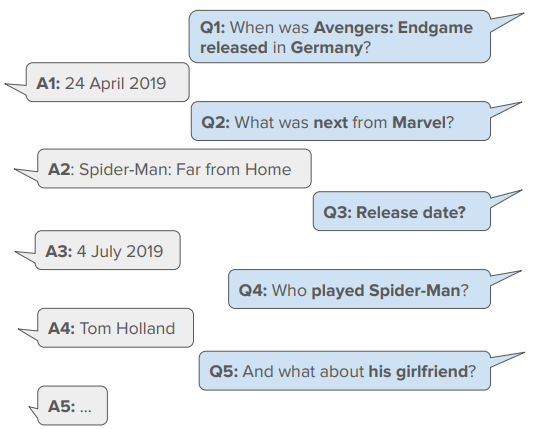 Q1: When was Avengers: Endgame
released in Germany?
A1: 24 April 2019
Q2: What was next from Marvel?
A2: Spider-Man: Far from Home
Q3: Release date?
A3: 4 July 2019
Q4: Who played Spider-Man?
A4: Tom Holland
Q5: And what about his girlfriend?
A5: ...